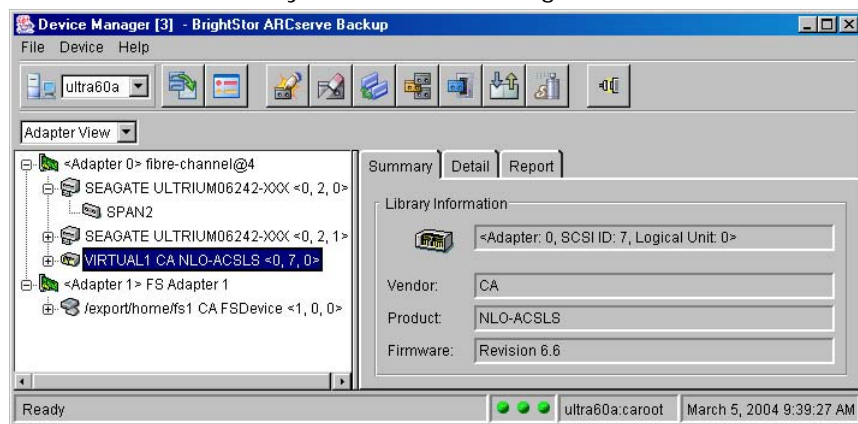 Device Manager [3] - BrightStor ARCserve Backup
File Device Help
ultra60a
Adapter View
<Adapter 0> fibre-channel@4
SEAGATE ULTRIUM06242-XXX <0, 2, 0>
SPAN2
SEAGATE ULTRIUM06242-XXX <0, 2, 1>
VIRTUAL1 CA NLO-ACSLS <0, 7, 0>
<Adapter 1> FS Adapter 1
/export/home/fs1 CA FSDevice <1, 0, 0>
Summary Detail Report
Library Information
<Adapter: 0, SCSI ID: 7, Logical Unit: 0>
Vendor: CA
Product: NLO-ACSLS
Firmware: Revision 6.6
Ready ultra60a:caroot March 5, 2004 9:39:27 AM